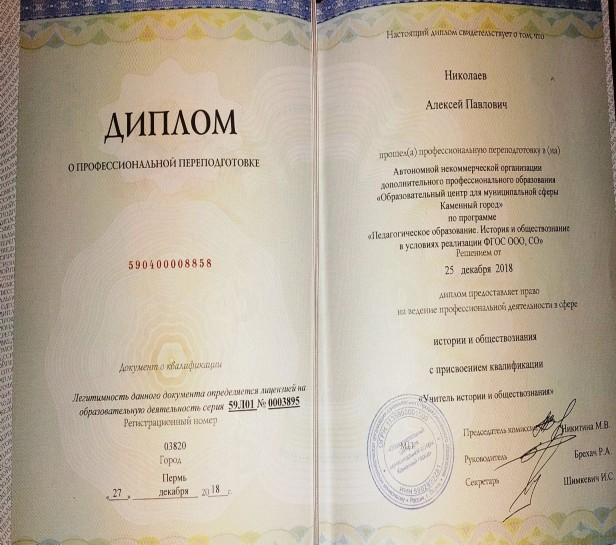 ДИПЛОМ
О ПРОФЕССИОНАЛЬНОЙ ПЕРЕПОДГОТОВКЕ
590400008858
Документ о квалификации
Легитимность данного документа определяется лицензией на
образовательную деятельность серия 59Л01 № 0003895
Регистрационный номер
03820
Город
Пермь
« 27 » декабря 2018 г.
Настоящий диплом свидетельствует о том, что
Николаев
Алексей Павлович
прошел(а) профессиональную переподготовку в (на)
Автономной некоммерческой организации
дополнительного профессионального образования
«Образовательный центр для муниципальной сферы
Каменный город»
по программе
«Педагогическое образование. История и обществознание
в условиях реализации ФГОС ООО, СО»
Решением от
25 декабря 2018
диплом предоставляет право
на ведение профессиональной деятельности в сфере
истории и обществознания
с присвоением квалификации
«Учитель истории и обществознания»
Председатель комиссии Никитина М.В.
М.П.
Руководитель Брехач Р.А.
Секретарь Шимкевич И.С.